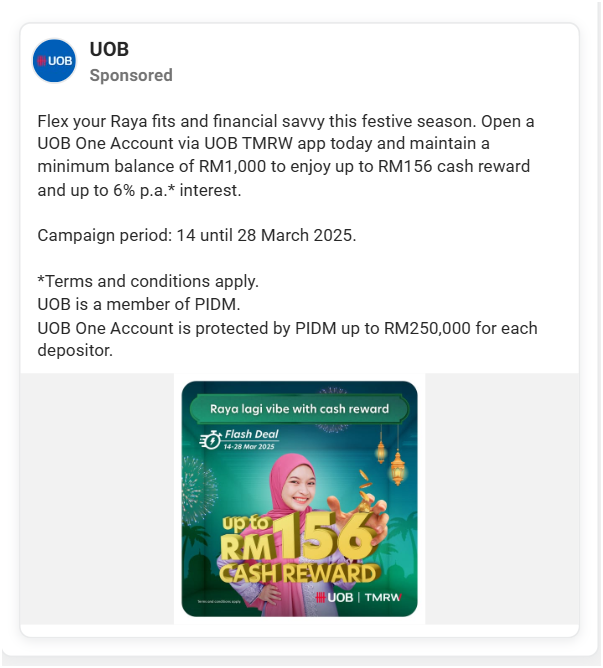 UOB
UOB
Sponsored
Flex your Raya fits and financial savvy this festive season. Open a
UOB One Account via UOB TMRW app today and maintain a
minimum balance of RM1,000 to enjoy up to RM156 cash reward
and up to 6% p.a.* interest.
Campaign period: 14 until 28 March 2025.
*Terms and conditions apply.
UOB is a member of PIDM.
UOB One Account is protected by PIDM up to RM250,000 for each
depositor.
Raya lagi vibe with cash reward
Flash Deal
14-28 Mar 2025
up to
RM156
CASH REWARD
Terms and conditions apply.
UOB | TMRW